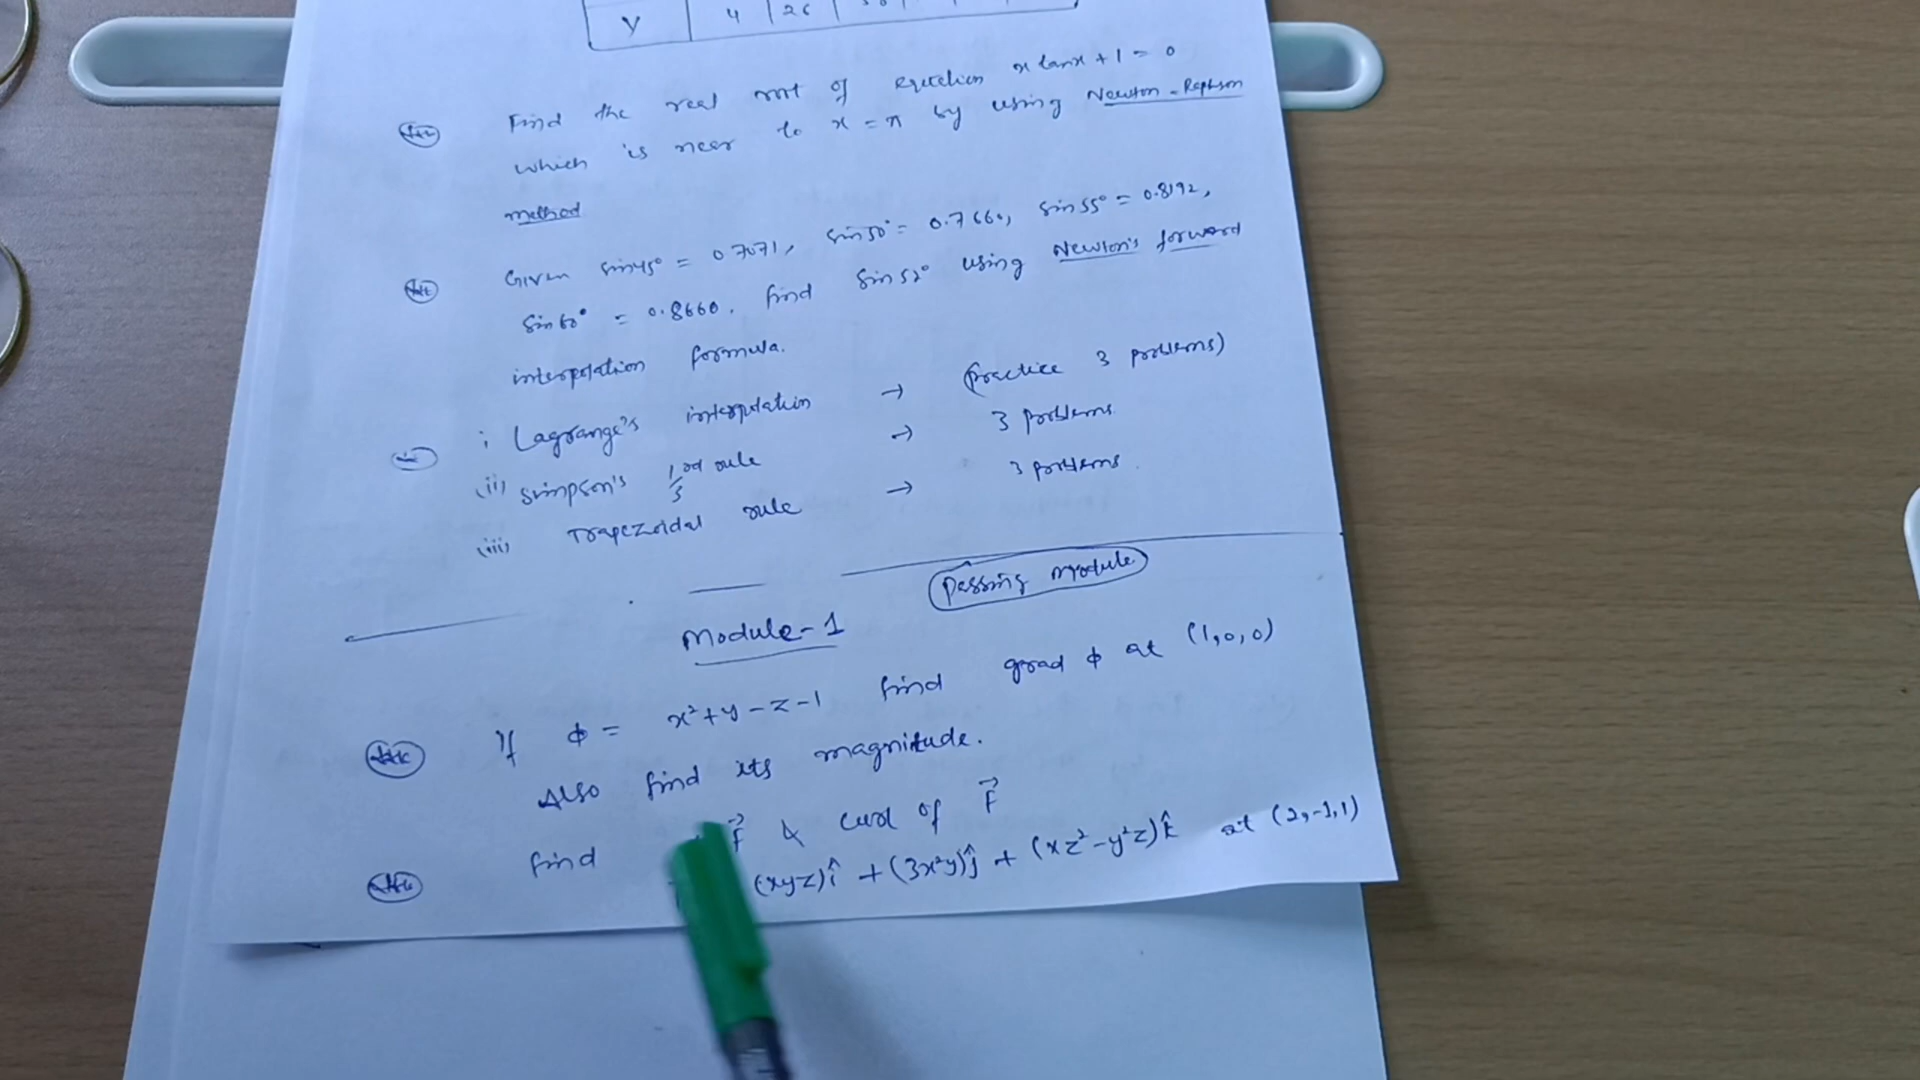 Y 4 26
Find the real root of equation x tanx + 1 = 0
which is near to x = π by using Newton-Raphson
method
Given sin45° = 0.7071, sin50° = 0.7660, sin55° = 0.8192,
sin60° = 0.8660, find sin52° using Newton's forward
interpolation formula.
i Lagrange's interpolation → (practice 3 problems)
(ii) Simpson's 1/3 rd rule → 3 problems
(iii) Trapezoidal rule → 3 problems.
Passing module
Module-1
If ϕ = x²+y-z-1 find grad ϕ at (1,0,0)
Also find its magnitude.
find F⃗ & curl of F⃗
(xyz)î + (3x²y)ĵ + (xz²-y²z)k̂ at (2,-1,1)